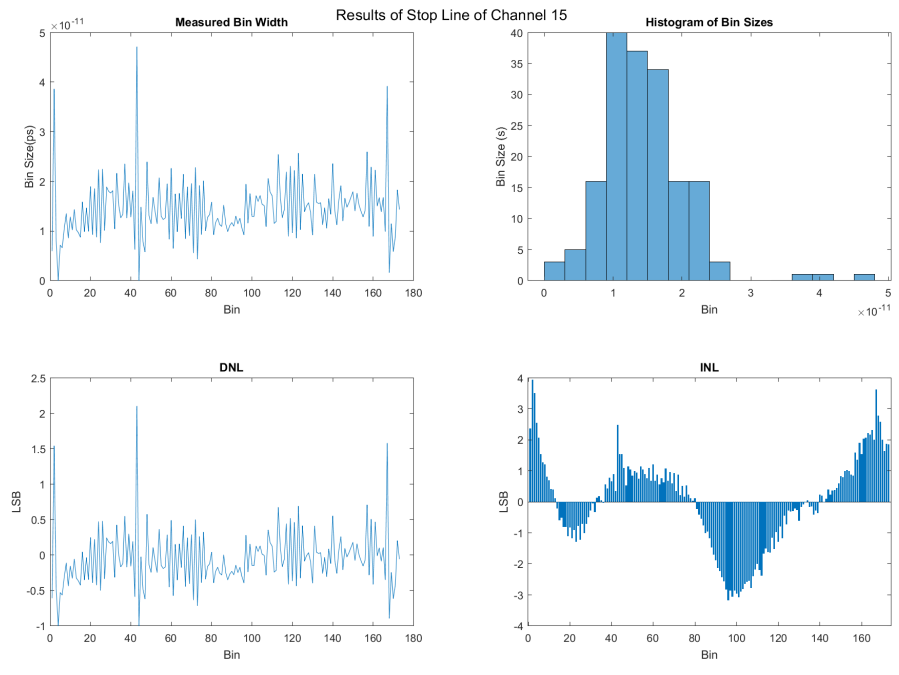 Results of Stop Line of Channel 15
Measured Bin Width
×10⁻¹¹
5
4
3
2
1
0
Bin Size(ps)
0 20 40 60 80 100 120 140 160 180
Bin
Histogram of Bin Sizes
40
35
30
25
20
15
10
5
0
Bin Size (s)
0 1 2 3 4 5
×10⁻¹¹
Bin
DNL
2.5
2
1.5
1
0.5
0
-0.5
-1
LSB
0 20 40 60 80 100 120 140 160 180
Bin
INL
4
3
2
1
0
-1
-2
-3
-4
LSB
0 20 40 60 80 100 120 140 160
Bin